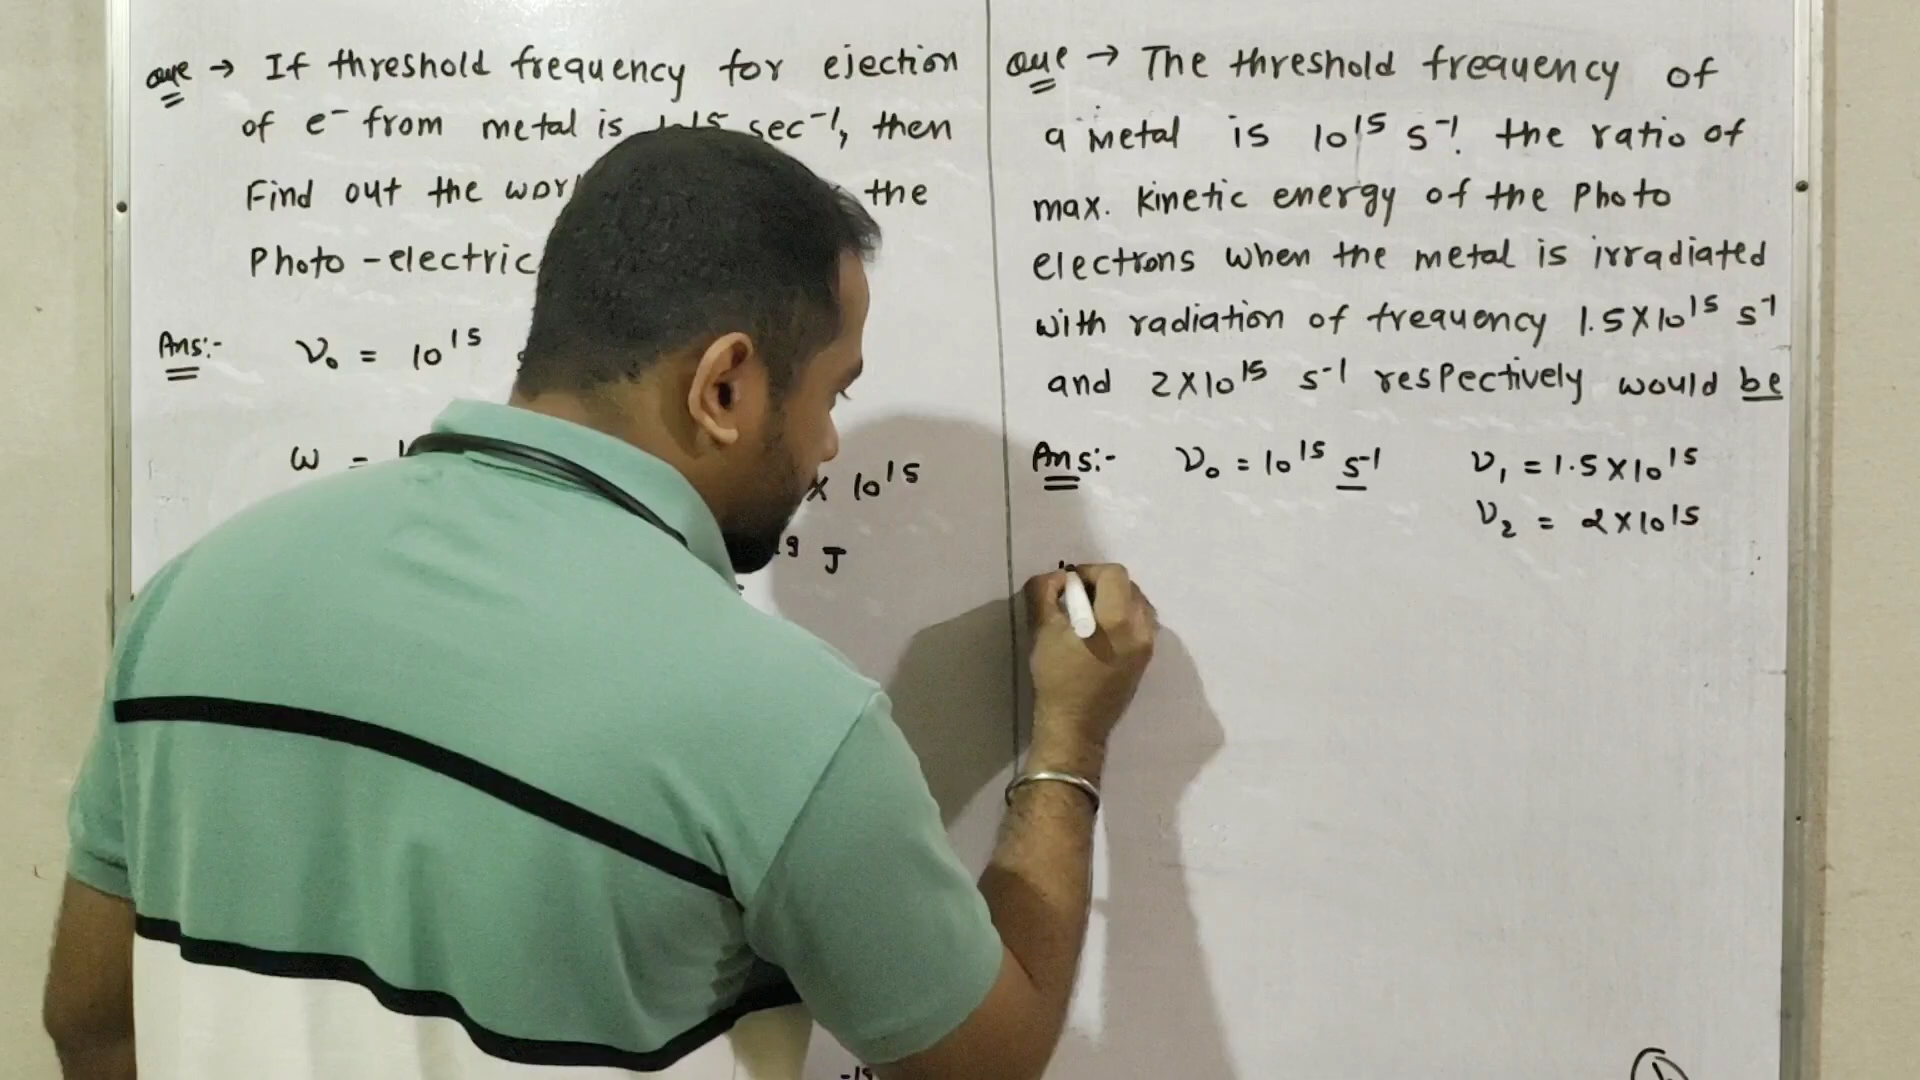 Que → If threshold frequency for ejection
of e⁻ from metal is sec⁻¹, then
Find out the the
Photo - electric
Ans:- ν₀ = 10¹⁵
ω =
× 10¹⁵
J
Que → The threshold frequency of
a metal is 10¹⁵ s⁻¹. the ratio of
max. kinetic energy of the Photo
electrons when the metal is irradiated
with radiation of frequency 1.5×10¹⁵ s⁻¹
and 2×10¹⁵ s⁻¹ respectively would be
Ans:- ν₀ = 10¹⁵ s⁻¹ ν₁ = 1.5×10¹⁵
ν₂ = 2×10¹⁵